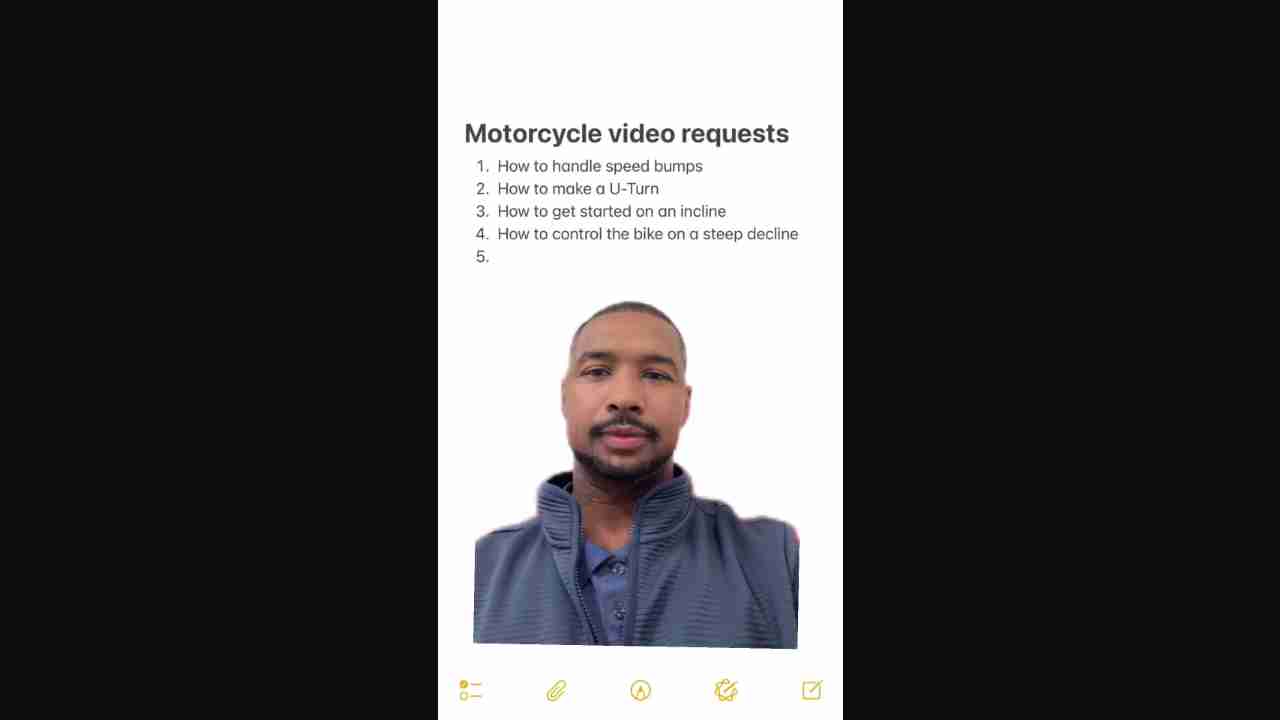 Motorcycle video requests
1. How to handle speed bumps
2. How to make a U-Turn
3. How to get started on an incline
4. How to control the bike on a steep decline
5.